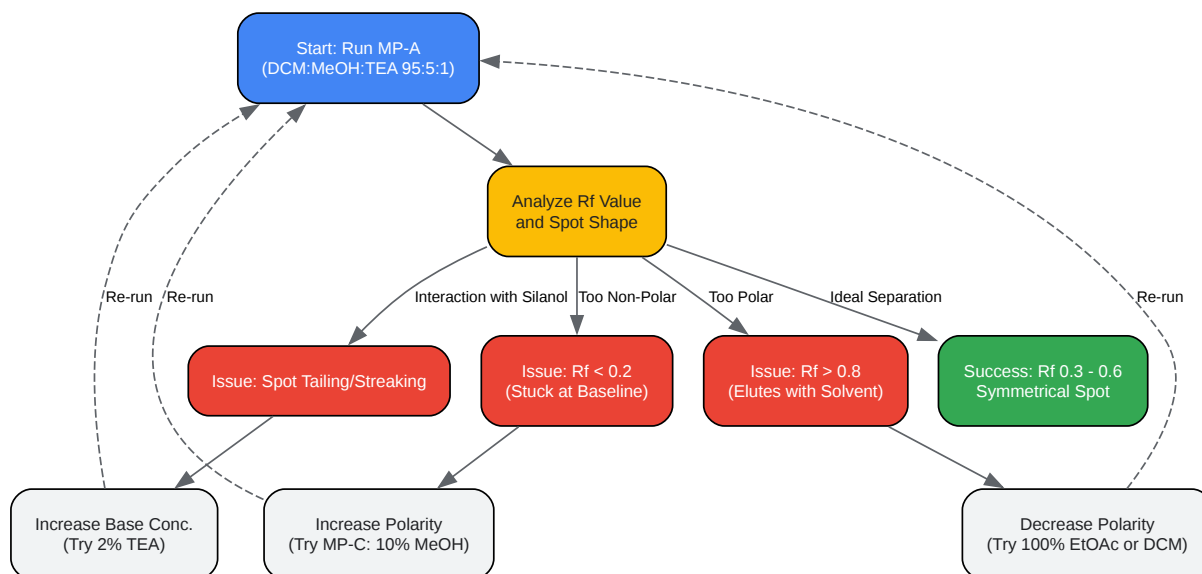 Start: Run MP-A
(DCM:MeOH:TEA 95:5:1)
Analyze Rf Value
and Spot Shape
Re-run
Re-run
Interaction with Silanol
Too Non-Polar
Too Polar
Ideal Separation
Re-run
Issue: Spot Tailing/Streaking
Issue: Rf < 0.2
(Stuck at Baseline)
Issue: Rf > 0.8
(Elutes with Solvent)
Success: Rf 0.3 - 0.6
Symmetrical Spot
Increase Base Conc.
(Try 2% TEA)
Increase Polarity
(Try MP-C: 10% MeOH)
Decrease Polarity
(Try 100% EtOAc or DCM)